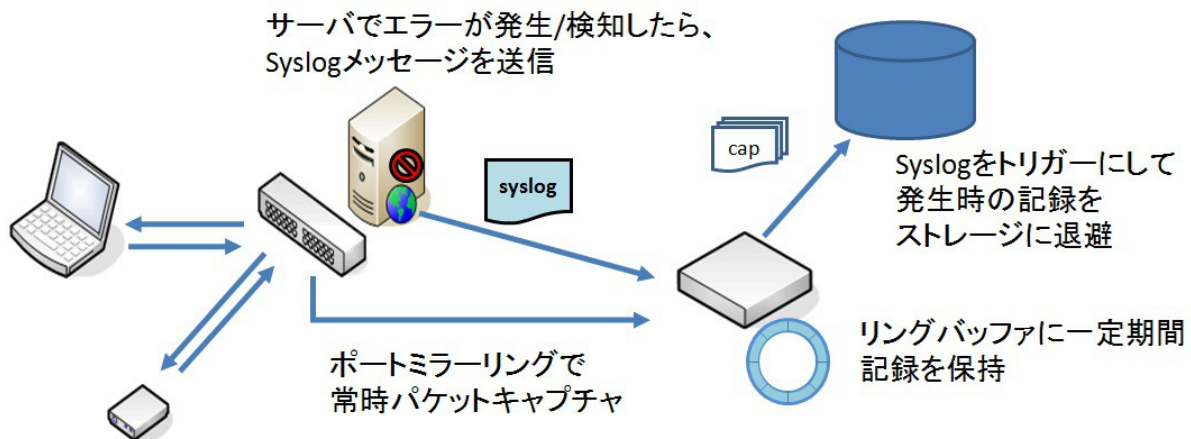 サーバでエラーが発生/検知したら、
Syslogメッセージを送信
syslog
cap
Syslogをトリガーにして
発生時の記録を
ストレージに退避
ポートミラーリングで
常時パケットキャプチャ
リングバッファに一定期間
記録を保持